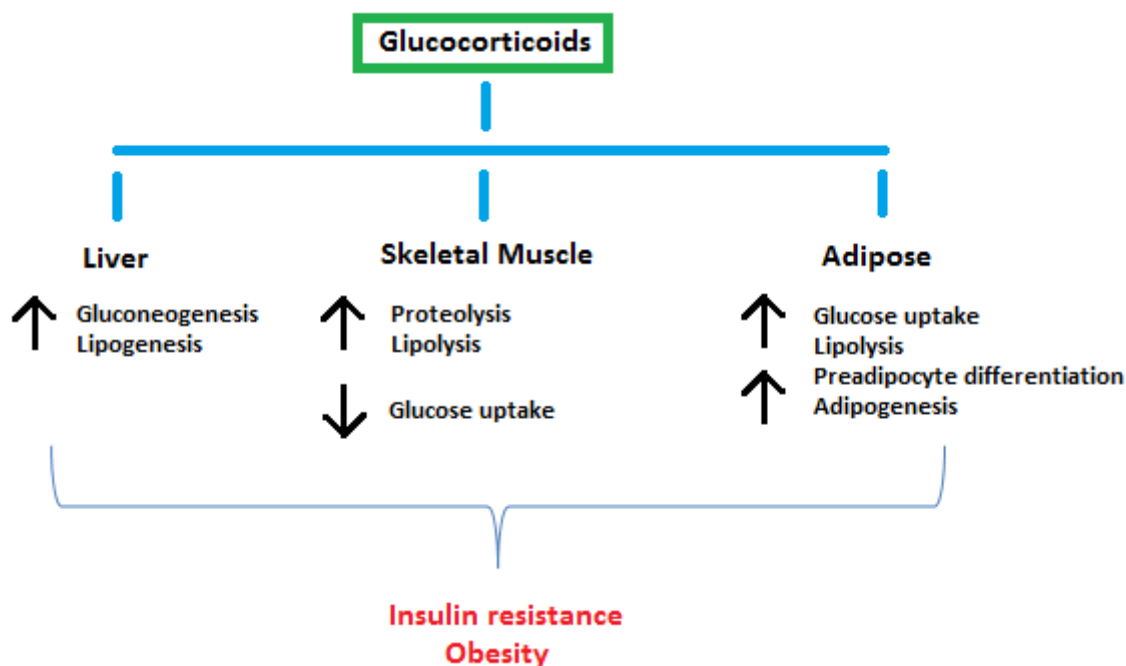 Glucocorticoids
Liver
Gluconeogenesis
Lipogenesis
Skeletal Muscle
Proteolysis
Lipolysis
Glucose uptake
Adipose
Glucose uptake
Lipolysis
Preadipocyte differentiation
Adipogenesis
Insulin resistance
Obesity